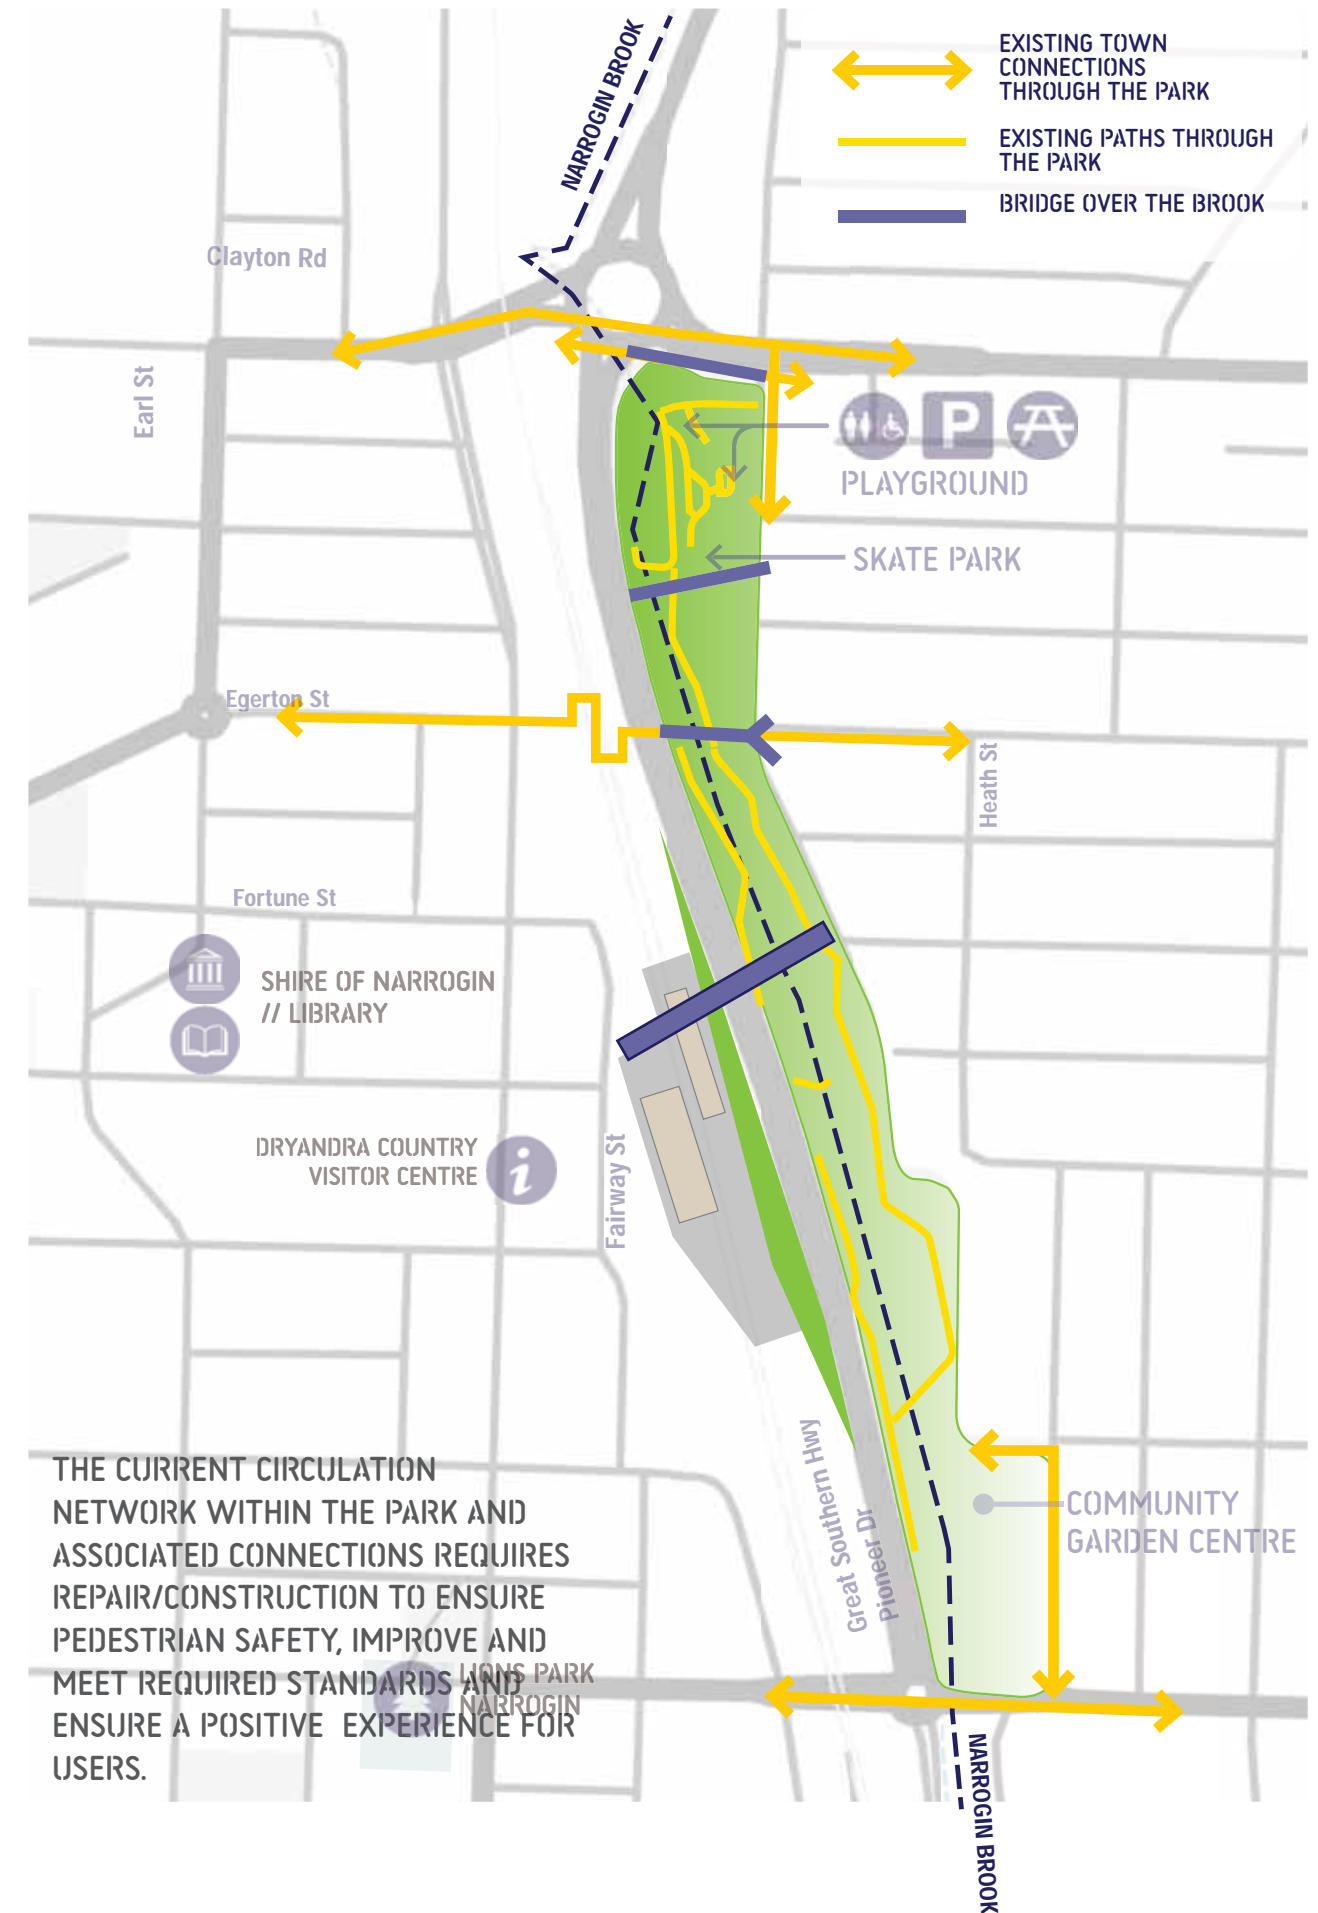 NARROGIN BROOK
EXISTING TOWN
CONNECTIONS
THROUGH THE PARK
EXISTING PATHS THROUGH
THE PARK
BRIDGE OVER THE BROOK
Clayton Rd
Earl St
P
PLAYGROUND
SKATE PARK
Egerton St
Heath St
Fortune St
SHIRE OF NARROGIN
// LIBRARY
DRYANDRA COUNTRY
VISITOR CENTRE
i
Fairway St
Great Southern Hwy
Pioneer Dr
COMMUNITY
GARDEN CENTRE
THE CURRENT CIRCULATION
NETWORK WITHIN THE PARK AND
ASSOCIATED CONNECTIONS REQUIRES
REPAIR/CONSTRUCTION TO ENSURE
PEDESTRIAN SAFETY, IMPROVE AND
MEET REQUIRED STANDARDS AND
ENSURE A POSITIVE  EXPERIENCE FOR
USERS.
LIONS PARK
NARROGIN
NARROGIN BROOK